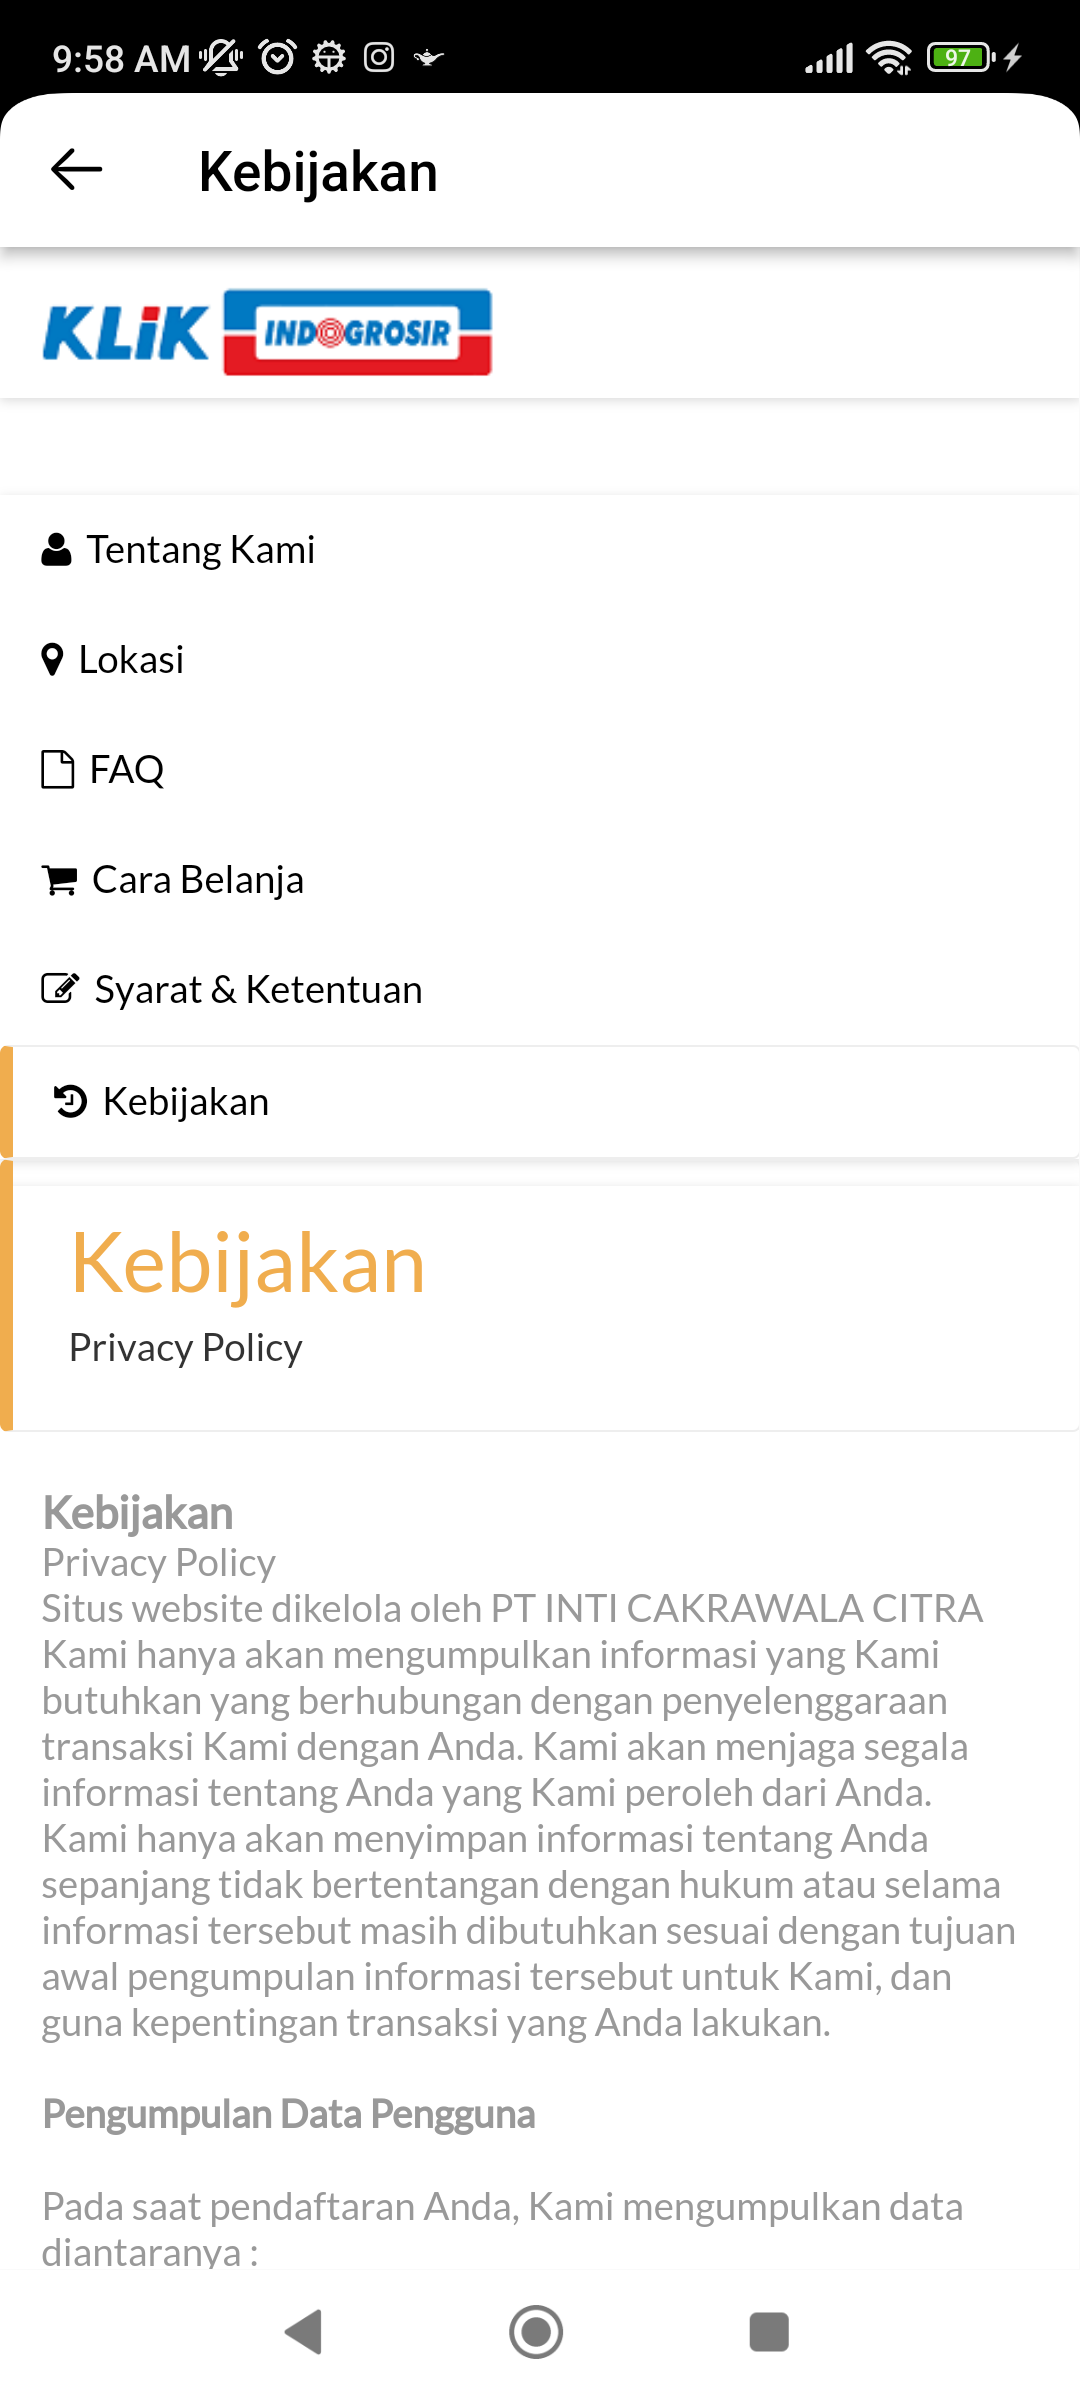 9:58 AM
97
Kebijakan
KLiK INDOGROSIR
Tentang Kami
Lokasi
FAQ
Cara Belanja
Syarat & Ketentuan
Kebijakan
Kebijakan
Privacy Policy
Kebijakan
Privacy Policy
Situs website dikelola oleh PT INTI CAKRAWALA CITRA
Kami hanya akan mengumpulkan informasi yang Kami
butuhkan yang berhubungan dengan penyelenggaraan
transaksi Kami dengan Anda. Kami akan menjaga segala
informasi tentang Anda yang Kami peroleh dari Anda.
Kami hanya akan menyimpan informasi tentang Anda
sepanjang tidak bertentangan dengan hukum atau selama
informasi tersebut masih dibutuhkan sesuai dengan tujuan
awal pengumpulan informasi tersebut untuk Kami, dan
guna kepentingan transaksi yang Anda lakukan.
Pengumpulan Data Pengguna
Pada saat pendaftaran Anda, Kami mengumpulkan data
diantaranya :